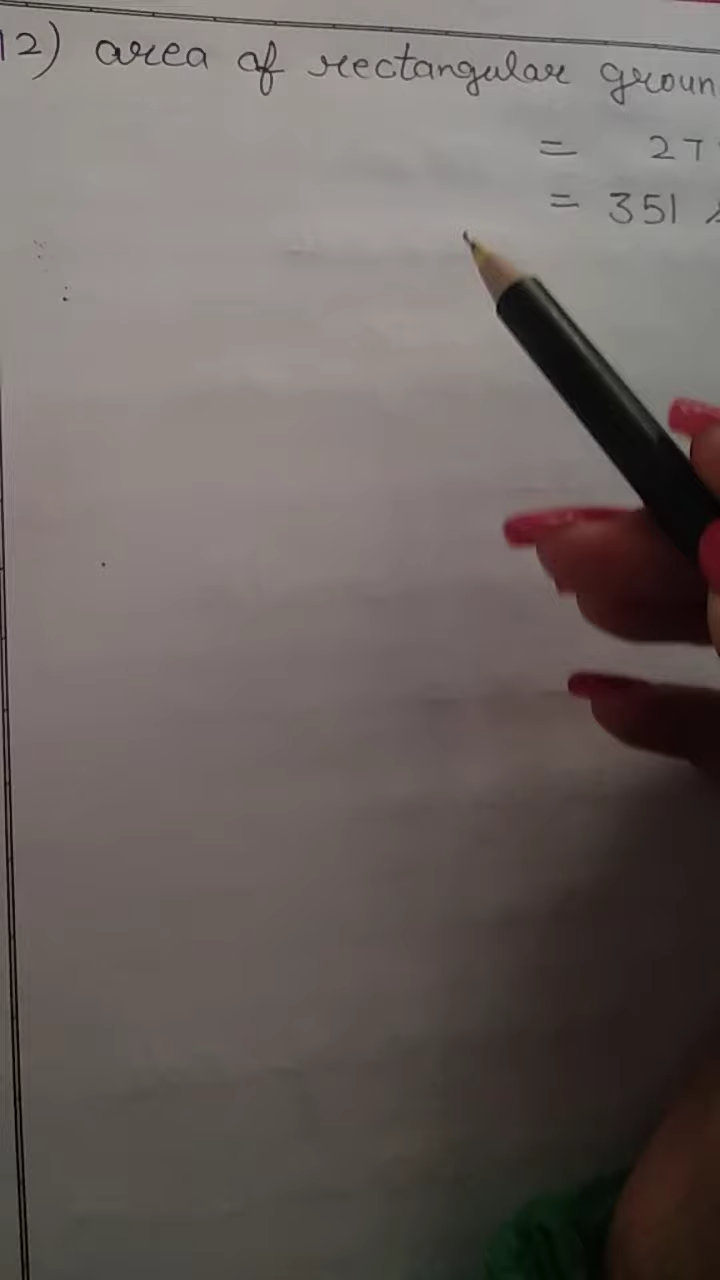 12) area of rectangular groun
= 27
= 351